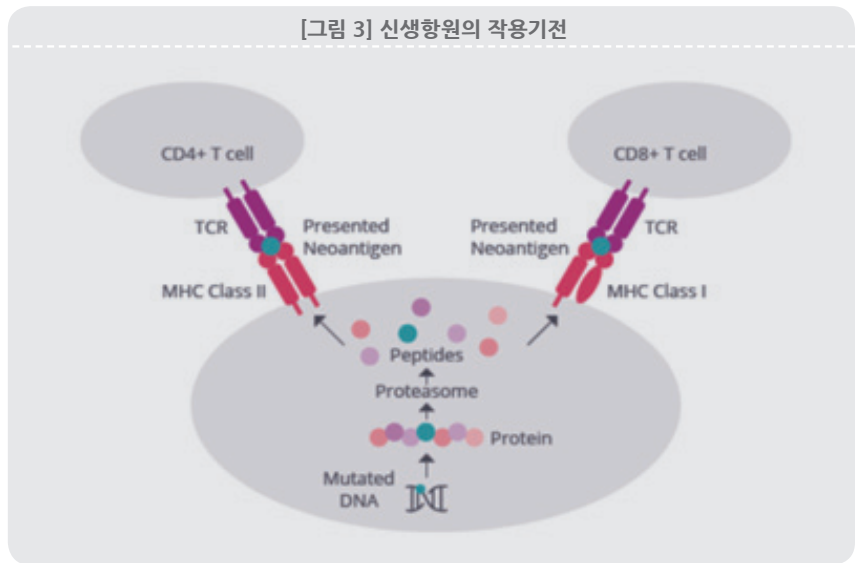 [그림 3] 신생항원의 작용기전
CD4+ T cell
CD8+ T cell
TCR
Presented
Neoantigen
Presented
Neoantigen
TCR
MHC Class II
MHC Class I
Peptides
Proteasome
Protein
Mutated
DNA